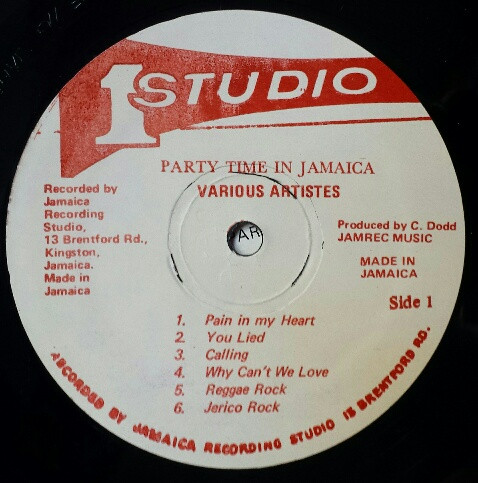 1 STUDIO
PARTY TIME IN JAMAICA
VARIOUS ARTISTES
Recorded by
Jamaica
Recording
Studio,
13 Brentford Rd.,
Kingston,
Jamaica.
Made in
Jamaica
AR
Produced by C. Dodd
JAMREC MUSIC
MADE IN
JAMAICA
Side 1
1. Pain in my Heart
2. You Lied
3. Calling
4. Why Can't We Love
5. Reggae Rock
6. Jerico Rock
RECORDED BY JAMAICA RECORDING STUDIO 13 BRENTFORD RD.